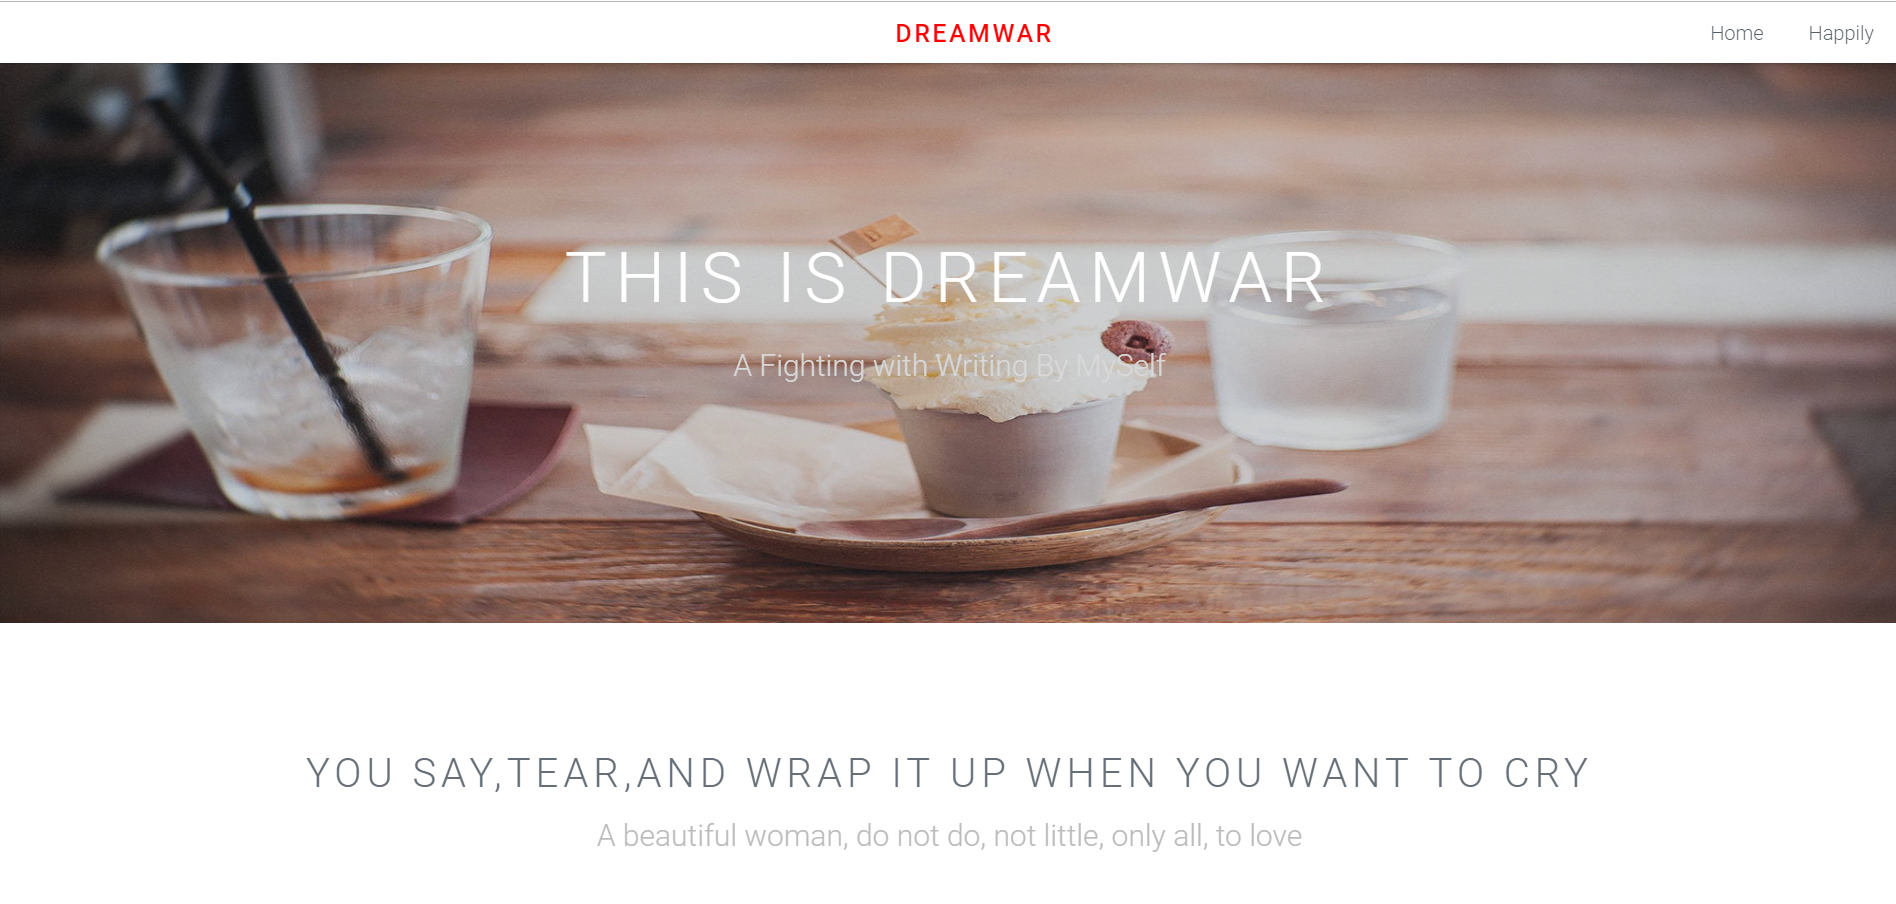 DREAMWAR
Home Happily
THIS IS DREAMWAR
A Fighting with Writing By MySelf
YOU SAY,TEAR,AND WRAP IT UP WHEN YOU WANT TO CRY
A beautiful woman, do not do, not little, only all, to love